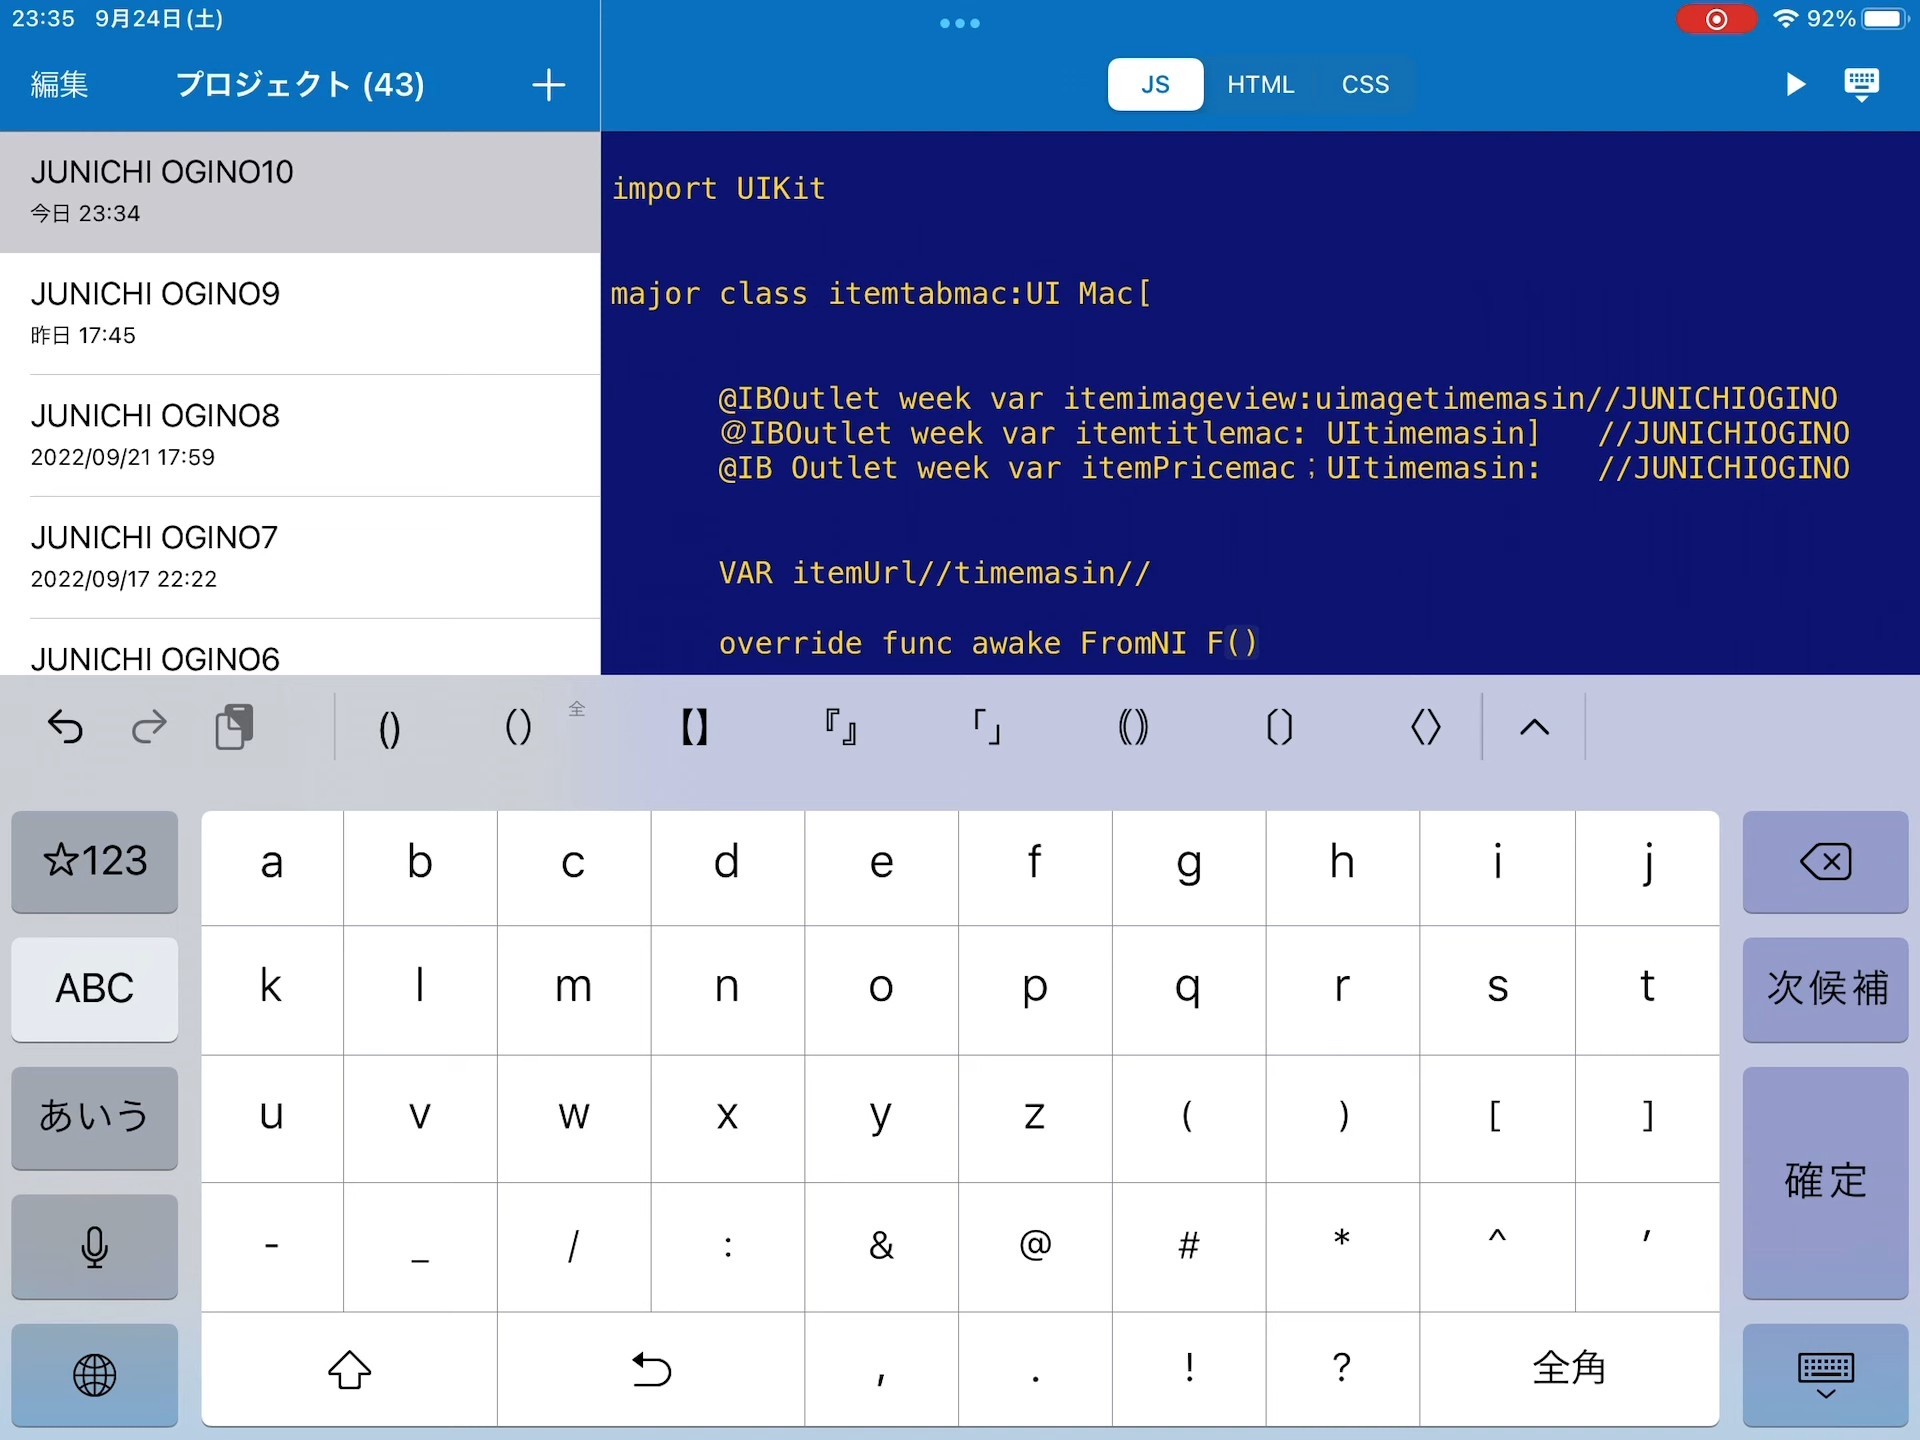 23:35 9月24日(土)
92%
編集 プロジェクト (43)
JS HTML CSS
JUNICHI OGINO10
今日 23:34
JUNICHI OGINO9
昨日 17:45
JUNICHI OGINO8
2022/09/21 17:59
JUNICHI OGINO7
2022/09/17 22:22
JUNICHI OGINO6
import UIKit
major class itemtabmac:UI Mac[
@IBOutlet week var itemimageview:uimagetimemasin//JUNICHIOGINO
＠IBOutlet week var itemtitlemac: UItimemasin] //JUNICHIOGINO
@IB Outlet week var itemPricemac；UItimemasin: //JUNICHIOGINO
VAR itemUrl//timemasin//
override func awake FromNI F()
() () 全 【】 『』 「」 ⸨⸩ 〔〕 〈〉
☆123 a b c d e f g h i j
ABC k l m n o p q r s t 次候補
あいう u v w x y z ( ) [ ] 確定
- _ / : & @ # * ^ ′
, . ! ? 全角